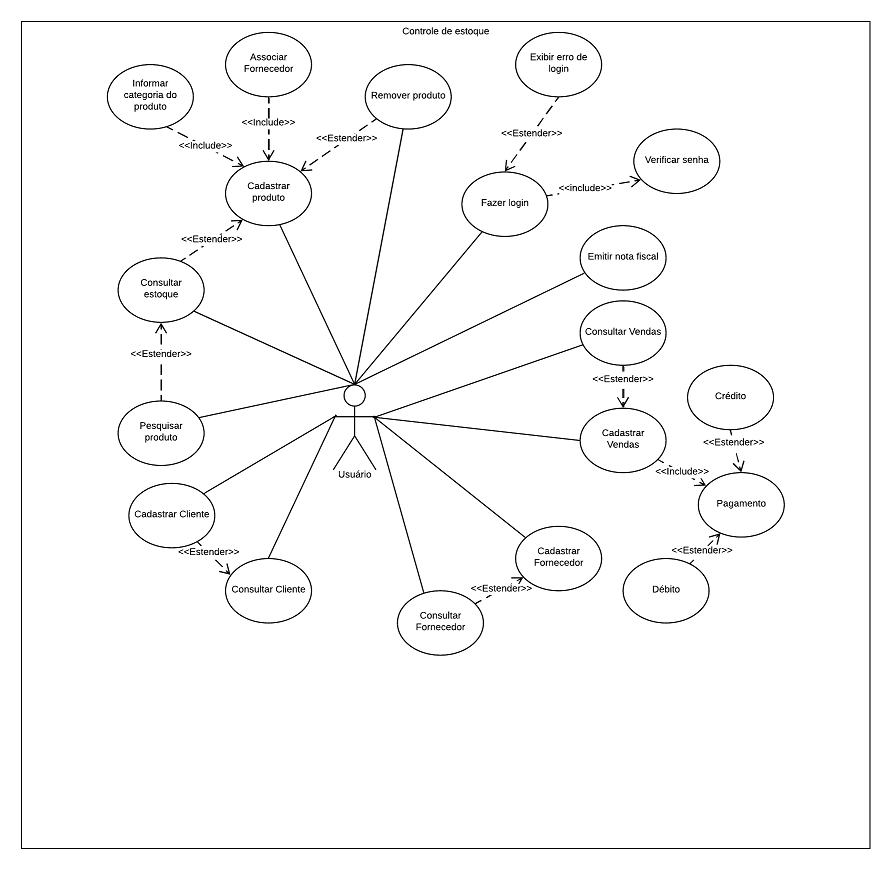 Controle de estoque
Associar
Fornecedor
Exibir erro de
login
Informar
categoria do
produto
Remover produto
<<Include>>
<<Estender>>
<<Estender>>
<<Include>>
Verificar senha
Cadastrar
produto
Fazer login
<<include>>
<<Estender>>
Emitir nota fiscal
Consultar
estoque
Consultar Vendas
<<Estender>>
<<Estender>>
Crédito
Pesquisar
produto
Cadastrar
Vendas
<<Estender>>
<<Include>>
Usuário
Pagamento
Cadastrar Cliente
<<Estender>>
<<Estender>>
Cadastrar
Fornecedor
Consultar Cliente
<<Estender>>
Débito
Consultar
Fornecedor